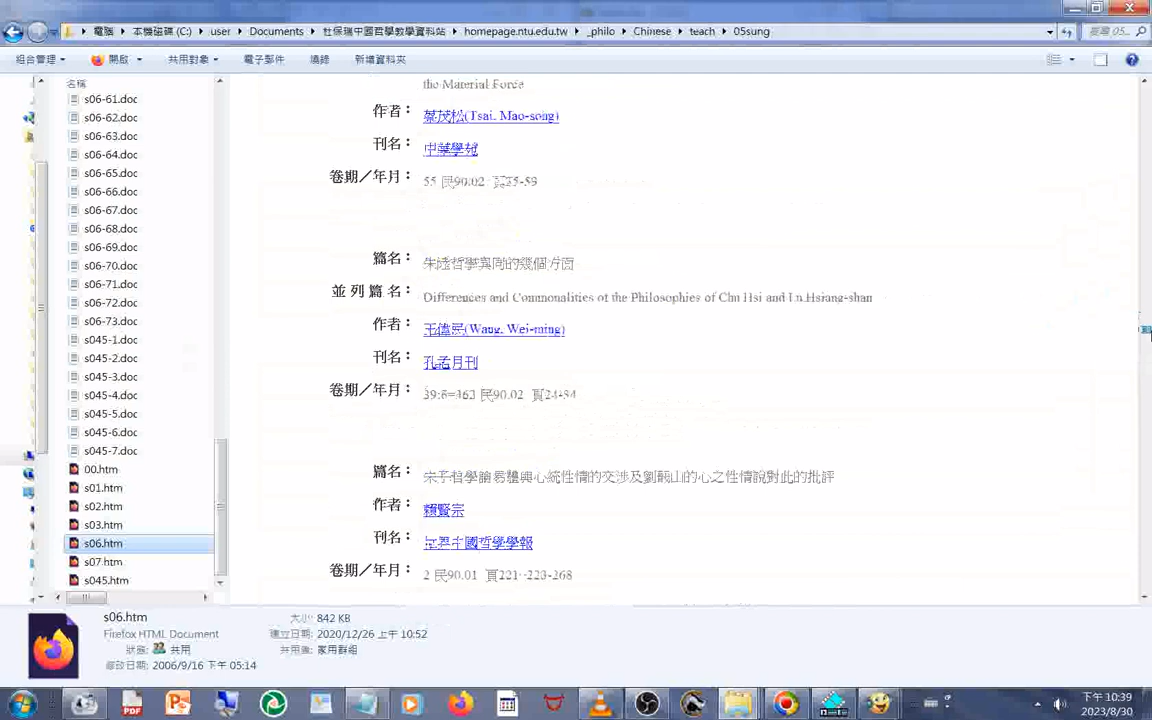 電腦 ▸ 本機磁碟 (C:) ▸ user ▸ Documents ▸ 杜保瑞中國哲學教學資料站 ▸ homepage.ntu.edu.tw ▸ _philo ▸ Chinese ▸ teach ▸ 05sung
搜尋 05...
組合管理 開啟 共用對象 電子郵件 燒錄 新增資料夾
名稱
s06-61.doc
s06-62.doc
s06-63.doc
s06-64.doc
s06-65.doc
s06-66.doc
s06-67.doc
s06-68.doc
s06-69.doc
s06-70.doc
s06-71.doc
s06-72.doc
s06-73.doc
s045-1.doc
s045-2.doc
s045-3.doc
s045-4.doc
s045-5.doc
s045-6.doc
s045-7.doc
00.htm
s01.htm
s02.htm
s03.htm
s06.htm
s07.htm
s045.htm
the Material Force
作者： 蔡茂松(Tsai, Mao-song)
刊名： 中華學苑
卷期／年月： 55 民90.02 頁25-53
篇名： 朱陸哲學異同的幾個方面
並列篇名： Differences and Commonalities of the Philosophies of Chu Hsi and Lu Hsiang-shan
作者： 王偉民(Wang, Wei-ming)
刊名： 孔孟月刊
卷期／年月： 39:6=462 民90.02 頁24-34
篇名： 朱子哲學論易體與心統性情的交涉及劉蕺山的心之性情說對此的批評
作者： 賴賢宗
刊名： 世界中國哲學學報
卷期／年月： 2 民90.01 頁221+223-268
s06.htm
Firefox HTML Document
狀態: 共用
修改日期: 2006/9/16 下午 05:14
大小: 842 KB
建立日期: 2020/12/26 上午 10:52
共用對象: 家用群組
下午 10:39
2023/8/30